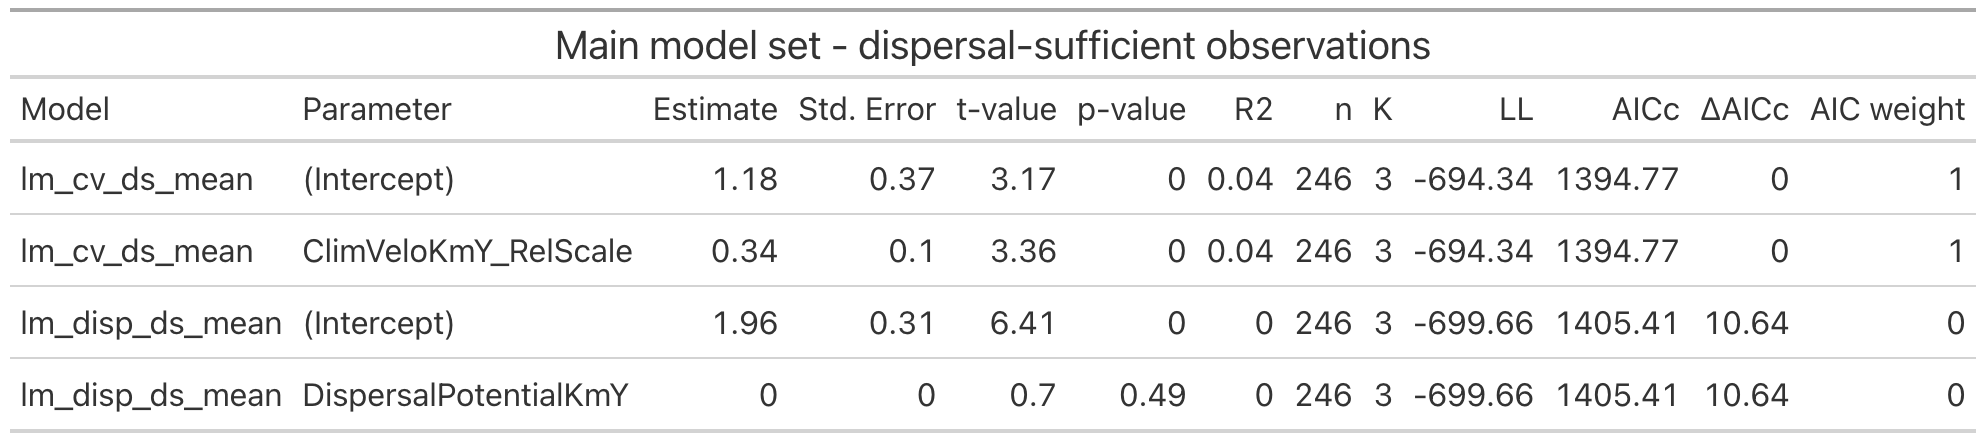 Main model set - dispersal-sufficient observations
Model Parameter Estimate Std. Error t-value p-value R2 n K LL AICc ΔAICc AIC weight
lm_cv_ds_mean (Intercept) 1.18 0.37 3.17 0 0.04 246 3 -694.34 1394.77 0 1
lm_cv_ds_mean ClimVeloKmY_RelScale 0.34 0.1 3.36 0 0.04 246 3 -694.34 1394.77 0 1
lm_disp_ds_mean (Intercept) 1.96 0.31 6.41 0 0 246 3 -699.66 1405.41 10.64 0
lm_disp_ds_mean DispersalPotentialKmY 0 0 0.7 0.49 0 246 3 -699.66 1405.41 10.64 0